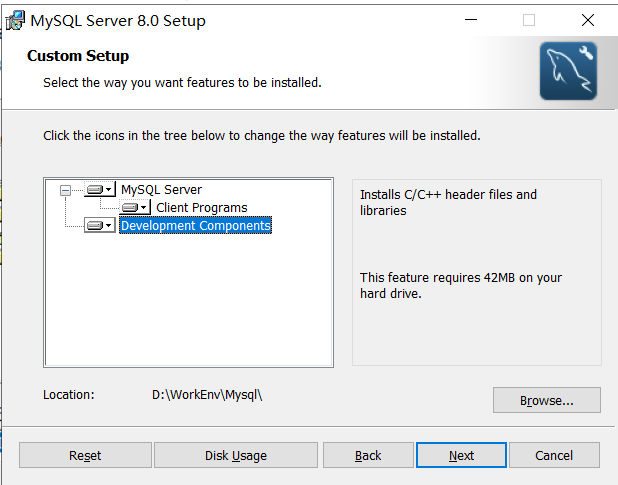 MySQL Server 8.0 Setup
Custom Setup
Select the way you want features to be installed.
Click the icons in the tree below to change the way features will be installed.
MySQL Server
Client Programs
Development Components
Installs C/C++ header files and
libraries
This feature requires 42MB on your
hard drive.
Location: D:\WorkEnv\Mysql\
Browse...
Reset Disk Usage Back Next Cancel